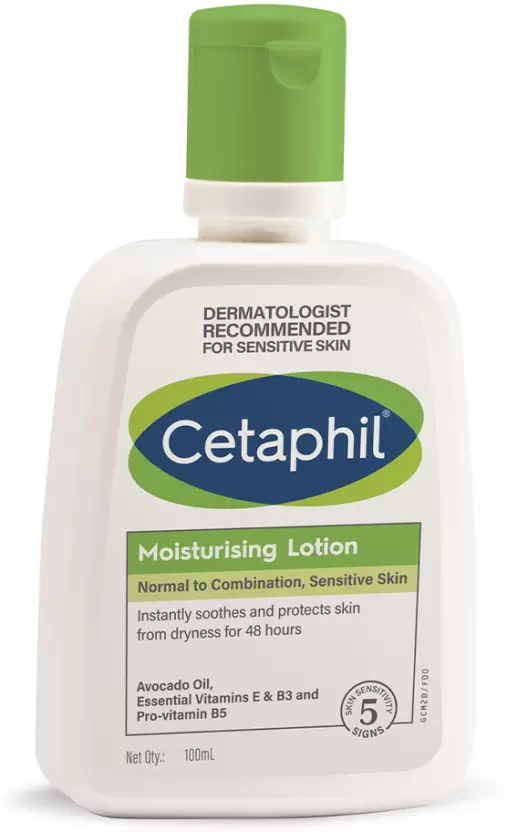 DERMATOLOGIST
RECOMMENDED
FOR SENSITIVE SKIN
Cetaphil®
Moisturising Lotion
Normal to Combination, Sensitive Skin
Instantly soothes and protects skin
from dryness for 48 hours
Avocado Oil,
Essential Vitamins E & B3 and
Pro-vitamin B5
SKIN SENSITIVITY
5
SIGNS
GCM2B/F00
Net Qty.: 100mL